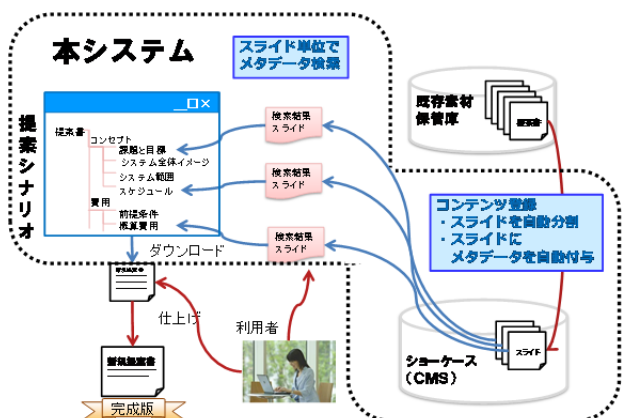 本システム
スライド単位で
メタデータ検索
既存素材
保管庫
提案書
提案シナリオ
提案書
コンセプト
課題と目標
システム全体イメージ
システム範囲
スケジュール
費用
前提条件
概算費用
検索結果
スライド
検索結果
スライド
検索結果
スライド
コンテンツ登録
・スライドを自動分割
・スライドに
メタデータを自動付与
ダウンロード
新規提案書
仕上げ
利用者
新規提案書
完成版
スライド
ショーケース
(CMS)